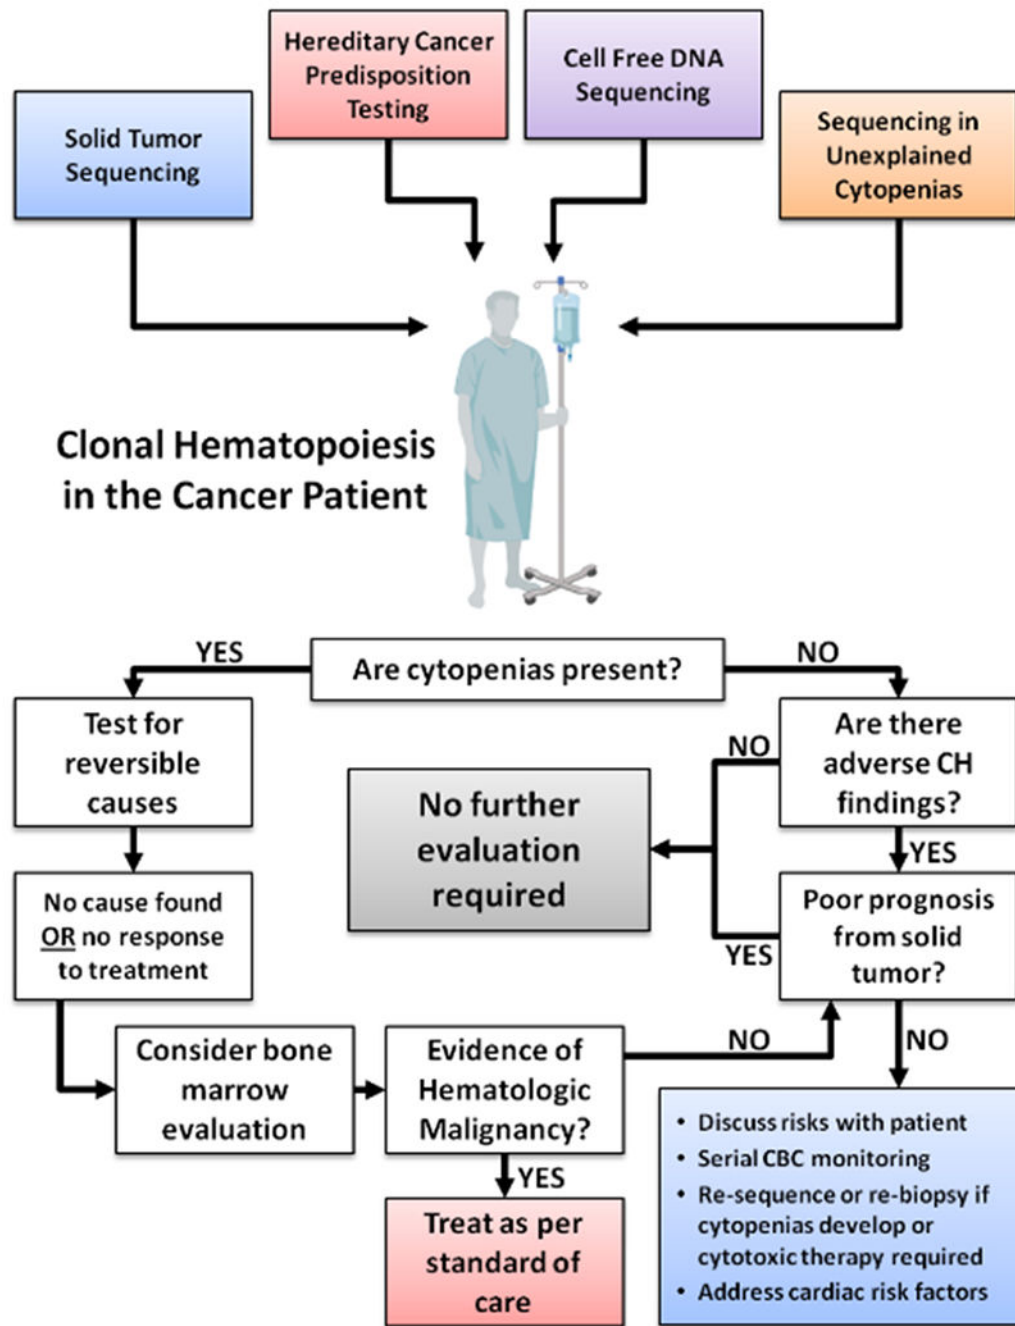 Hereditary Cancer
Predisposition
Testing
Cell Free DNA
Sequencing
Solid Tumor
Sequencing
Sequencing in
Unexplained
Cytopenias
Clonal Hematopoiesis
in the Cancer Patient
YES
Are cytopenias present?
NO
Test for
reversible
causes
Are there
adverse CH
findings?
NO
No further
evaluation
required
YES
No cause found
OR no response
to treatment
Poor prognosis
from solid
tumor?
YES
Consider bone
marrow
evaluation
Evidence of
Hematologic
Malignancy?
NO
NO
YES
Treat as per
standard of
care
• Discuss risks with patient
• Serial CBC monitoring
• Re-sequence or re-biopsy if
cytopenias develop or
cytotoxic therapy required
• Address cardiac risk factors